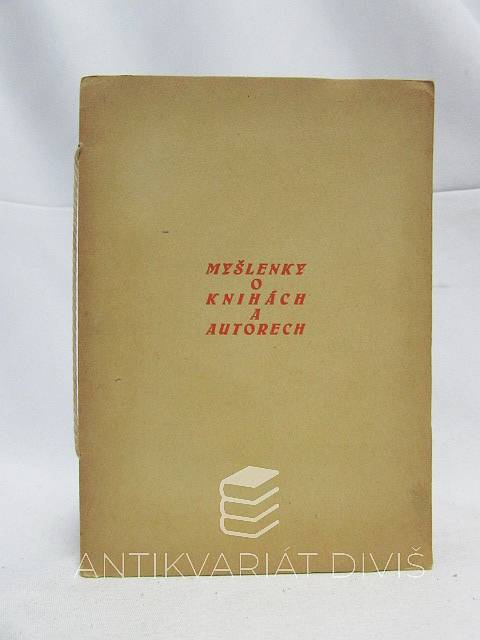 MYŠLENKY
O
KNIHÁCH
A
AUTORECH
ANTIKVARIÁT DIVIŠ